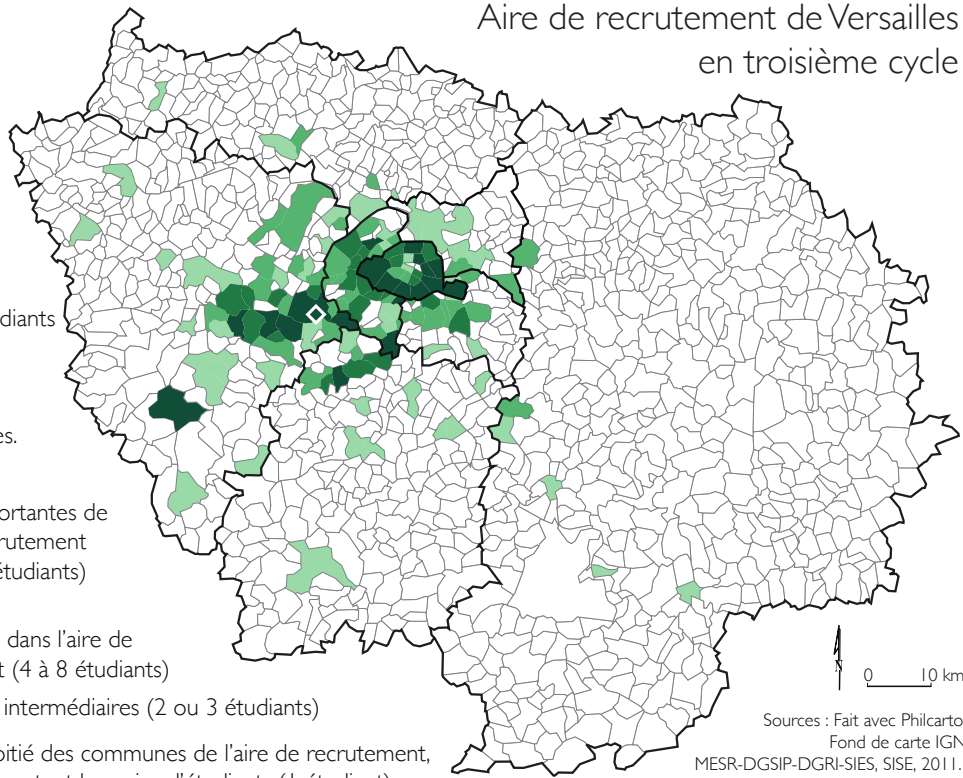 Aire de recrutement de Versailles
en troisième cycle
diants
es.
ortantes de
rutement
étudiants)
dans l'aire de
t (4 à 8 étudiants)
intermédiaires (2 ou 3 étudiants)
oitié des communes de l'aire de recrutement,
N
0 10 km
Sources : Fait avec Philcarto
Fond de carte IGN
MESR-DGSIP-DGRI-SIES, SISE, 2011.